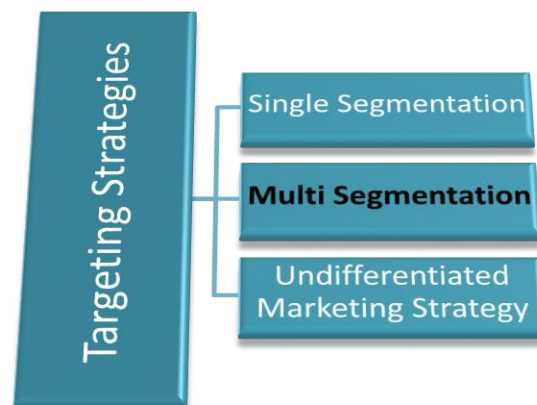 Targeting Strategies
Single Segmentation
Multi Segmentation
Undifferentiated
Marketing Strategy